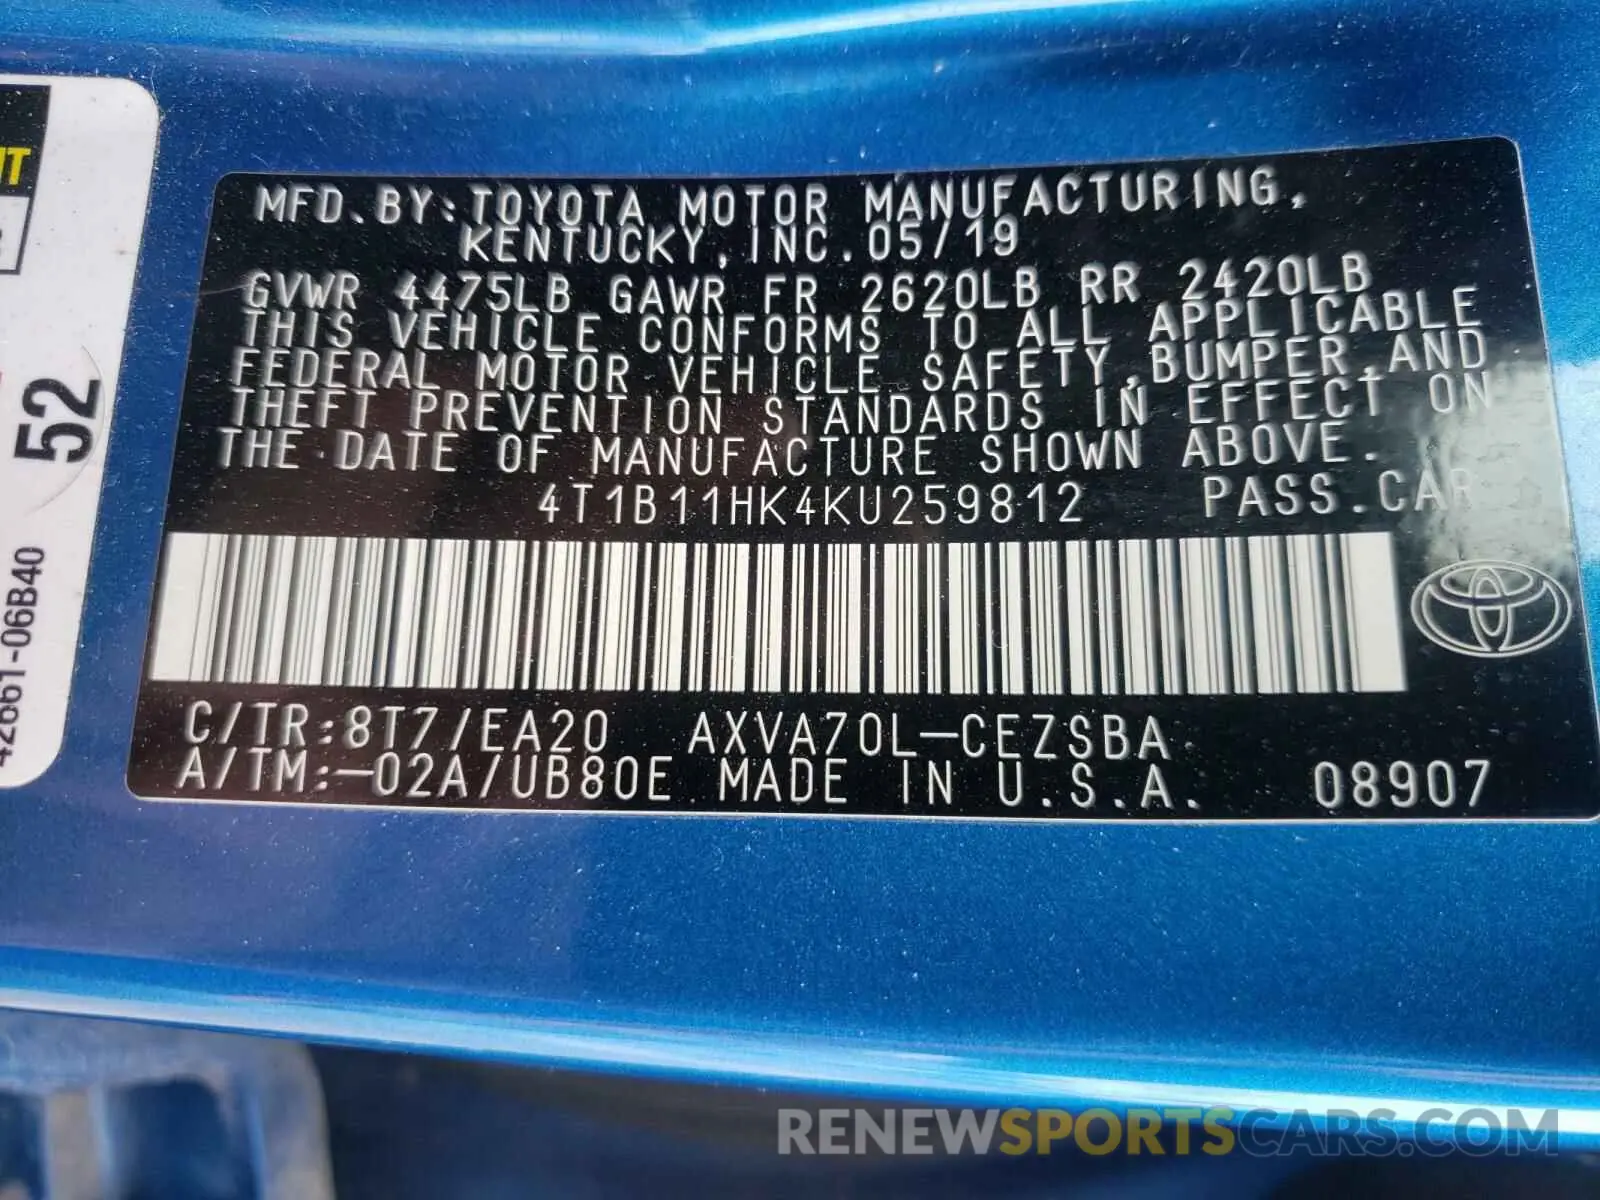 MFD.BY:TOYOTA MOTOR MANUFACTURING,
KENTUCKY,INC.05/19
GVWR 4475LB GAWR FR 2620LB RR 2420LB
THIS VEHICLE CONFORMS TO ALL APPLICABLE
FEDERAL MOTOR VEHICLE SAFETY,BUMPER,AND
THEFT PREVENTION STANDARDS IN EFFECT ON
THE DATE OF MANUFACTURE SHOWN ABOVE.
4T1B11HK4KU259812 PASS.CAR
C/TR:8T7/EA20 AXVA70L-CEZSBA
A/TM:-02A/UB80E MADE IN U.S.A. 08907
52
42661-06B40
RENEWSPORTSCARS.COM